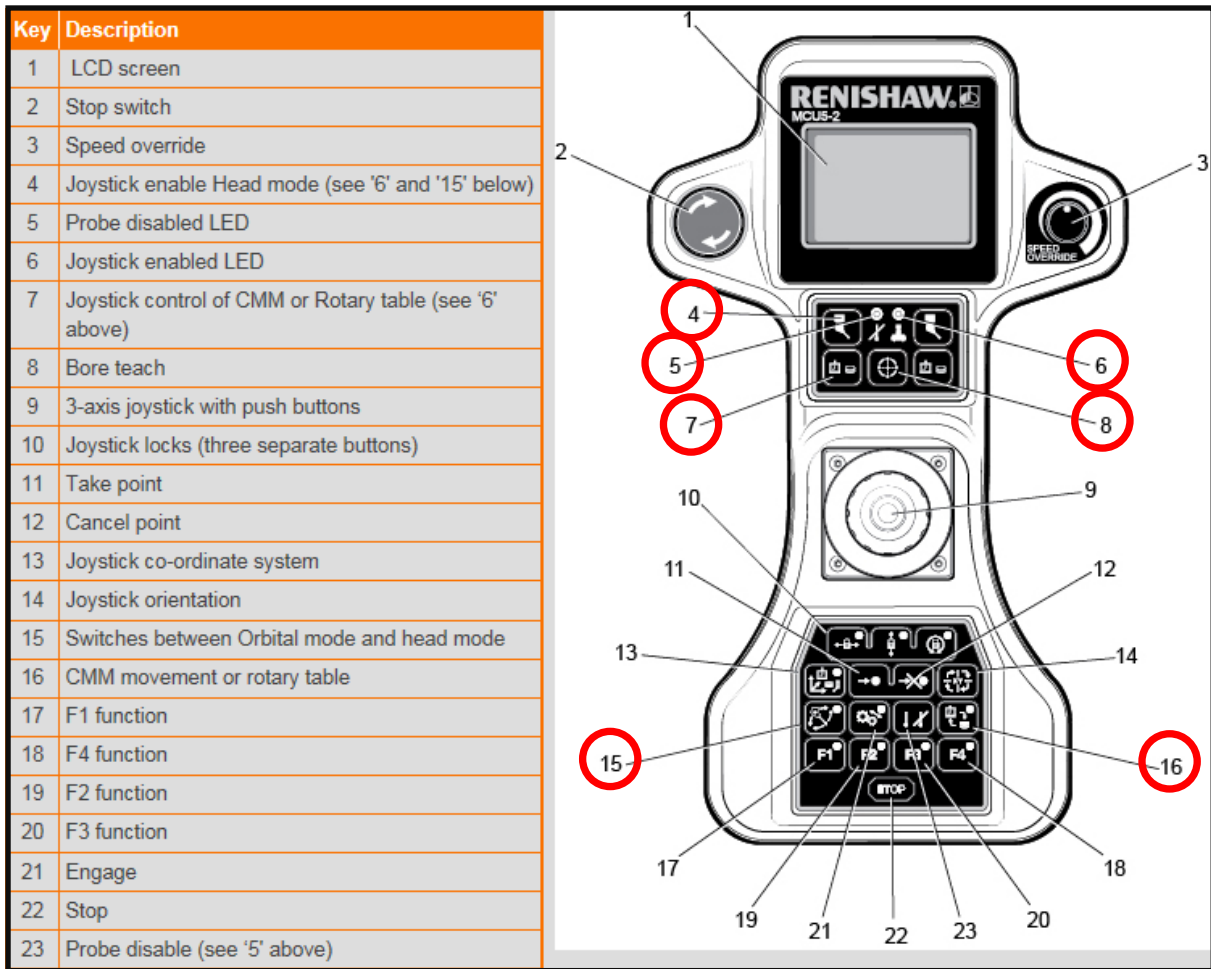 Key Description
1 LCD screen
2 Stop switch
3 Speed override
4 Joystick enable Head mode (see '6' and '15' below)
5 Probe disabled LED
6 Joystick enabled LED
7 Joystick control of CMM or Rotary table (see ‘6’
above)
8 Bore teach
9 3-axis joystick with push buttons
10 Joystick locks (three separate buttons)
11 Take point
12 Cancel point
13 Joystick co-ordinate system
14 Joystick orientation
15 Switches between Orbital mode and head mode
16 CMM movement or rotary table
17 F1 function
18 F4 function
19 F2 function
20 F3 function
21 Engage
22 Stop
23 Probe disable (see ‘5’ above)
1
RENISHAW.
MCU5-2
2
3
SPEED
OVERRIDE
4
5
6
7
8
9
10
11
12
13
14
15
16
F1 F2 F3 F4
STOP
17
18
19
20
21
22
23